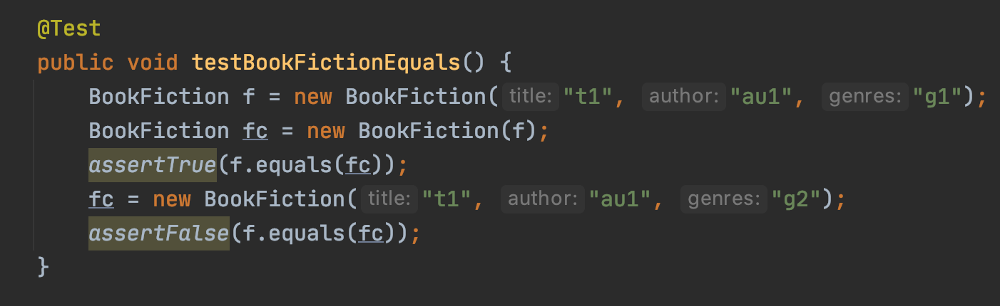 @Test
public void testBookFictionEquals() {
BookFiction f = new BookFiction( title: "t1", author: "au1", genres: "g1");
BookFiction fc = new BookFiction(f);
assertTrue(f.equals(fc));
fc = new BookFiction( title: "t1", author: "au1", genres: "g2");
assertFalse(f.equals(fc));
}